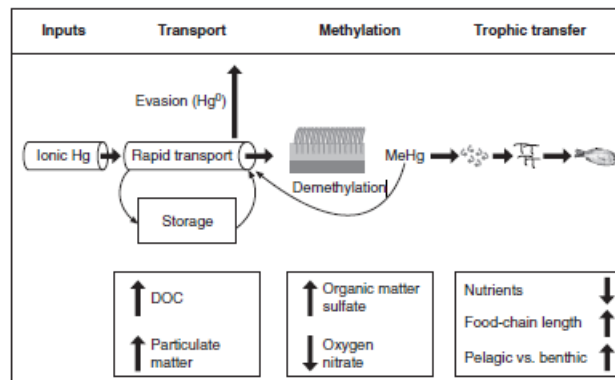 Inputs
Transport
Methylation
Trophic transfer
Evasion (Hg⁰)
Ionic Hg
Rapid transport
MeHg
Demethylation
Storage
DOC
Particulate
matter
Organic matter
sulfate
Oxygen
nitrate
Nutrients
Food-chain length
Pelagic vs. benthic